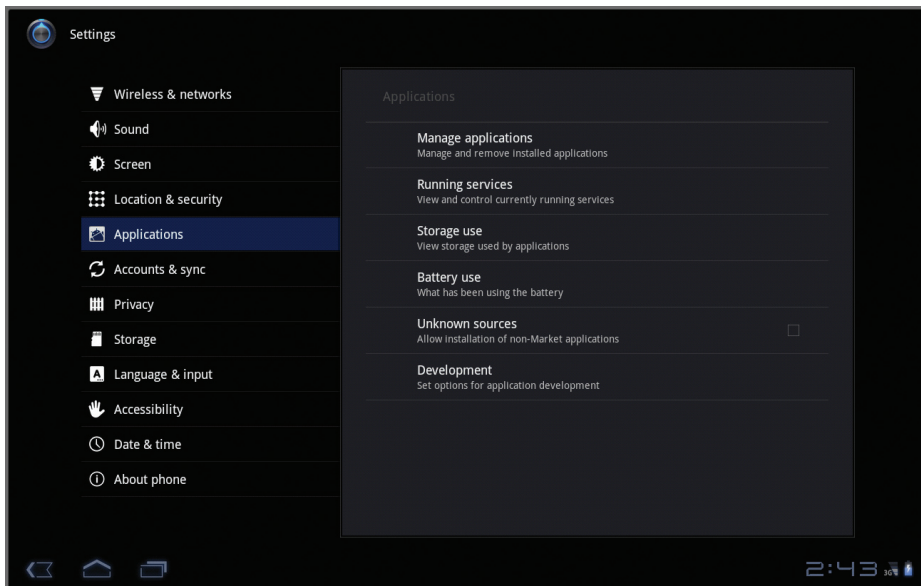 Settings
Wireless & networks
Sound
Screen
Location & security
Applications
Accounts & sync
Privacy
Storage
Language & input
Accessibility
Date & time
About phone
Applications
Manage applications
Manage and remove installed applications
Running services
View and control currently running services
Storage use
View storage used by applications
Battery use
What has been using the battery
Unknown sources
Allow installation of non-Market applications
Development
Set options for application development
2:43 3G